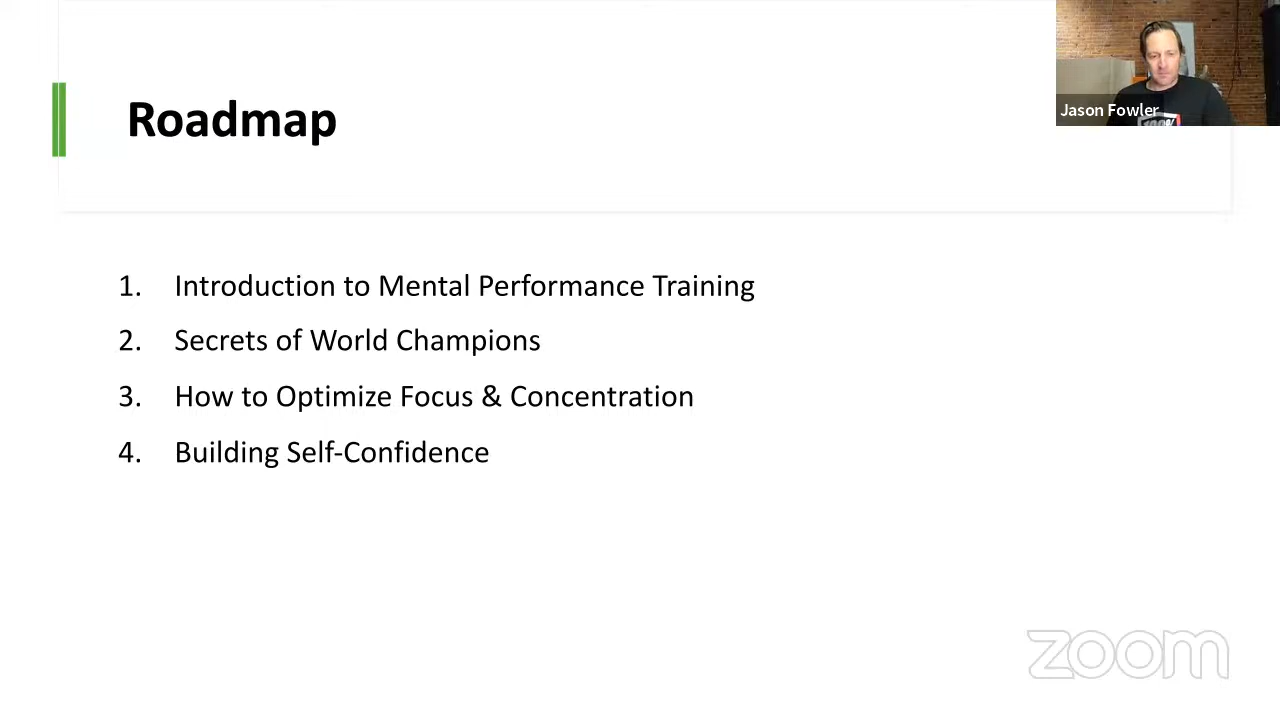 Roadmap
Jason Fowler
100%
1. Introduction to Mental Performance Training
2. Secrets of World Champions
3. How to Optimize Focus & Concentration
4. Building Self-Confidence
zoom